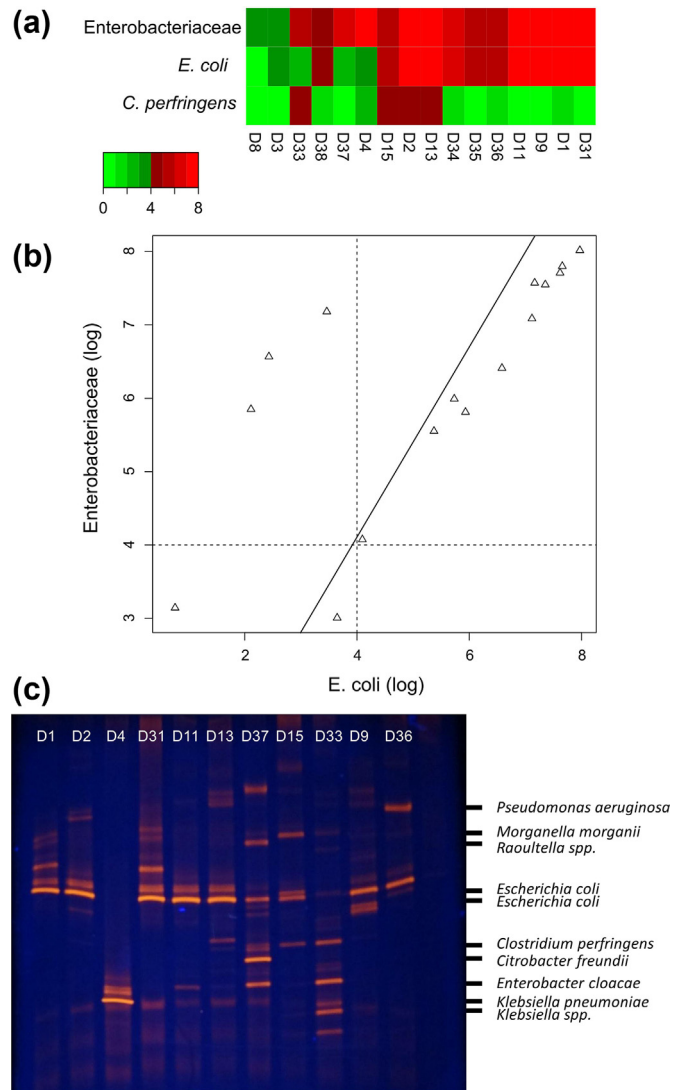 (a)
Enterobacteriaceae
E. coli
C. perfringens
D8 D3 D33 D38 D37 D4 D15 D2 D13 D34 D35 D36 D11 D9 D1 D31
0 4 8
(b)
8
7
6
5
4
3
Enterobacteriaceae (log)
2 4 6 8
E. coli (log)
(c)
D1 D2 D4 D31 D11 D13 D37 D15 D33 D9 D36
Pseudomonas aeruginosa
Morganella morganii
Raoultella spp.
Escherichia coli
Escherichia coli
Clostridium perfringens
Citrobacter freundii
Enterobacter cloacae
Klebsiella pneumoniae
Klebsiella spp.